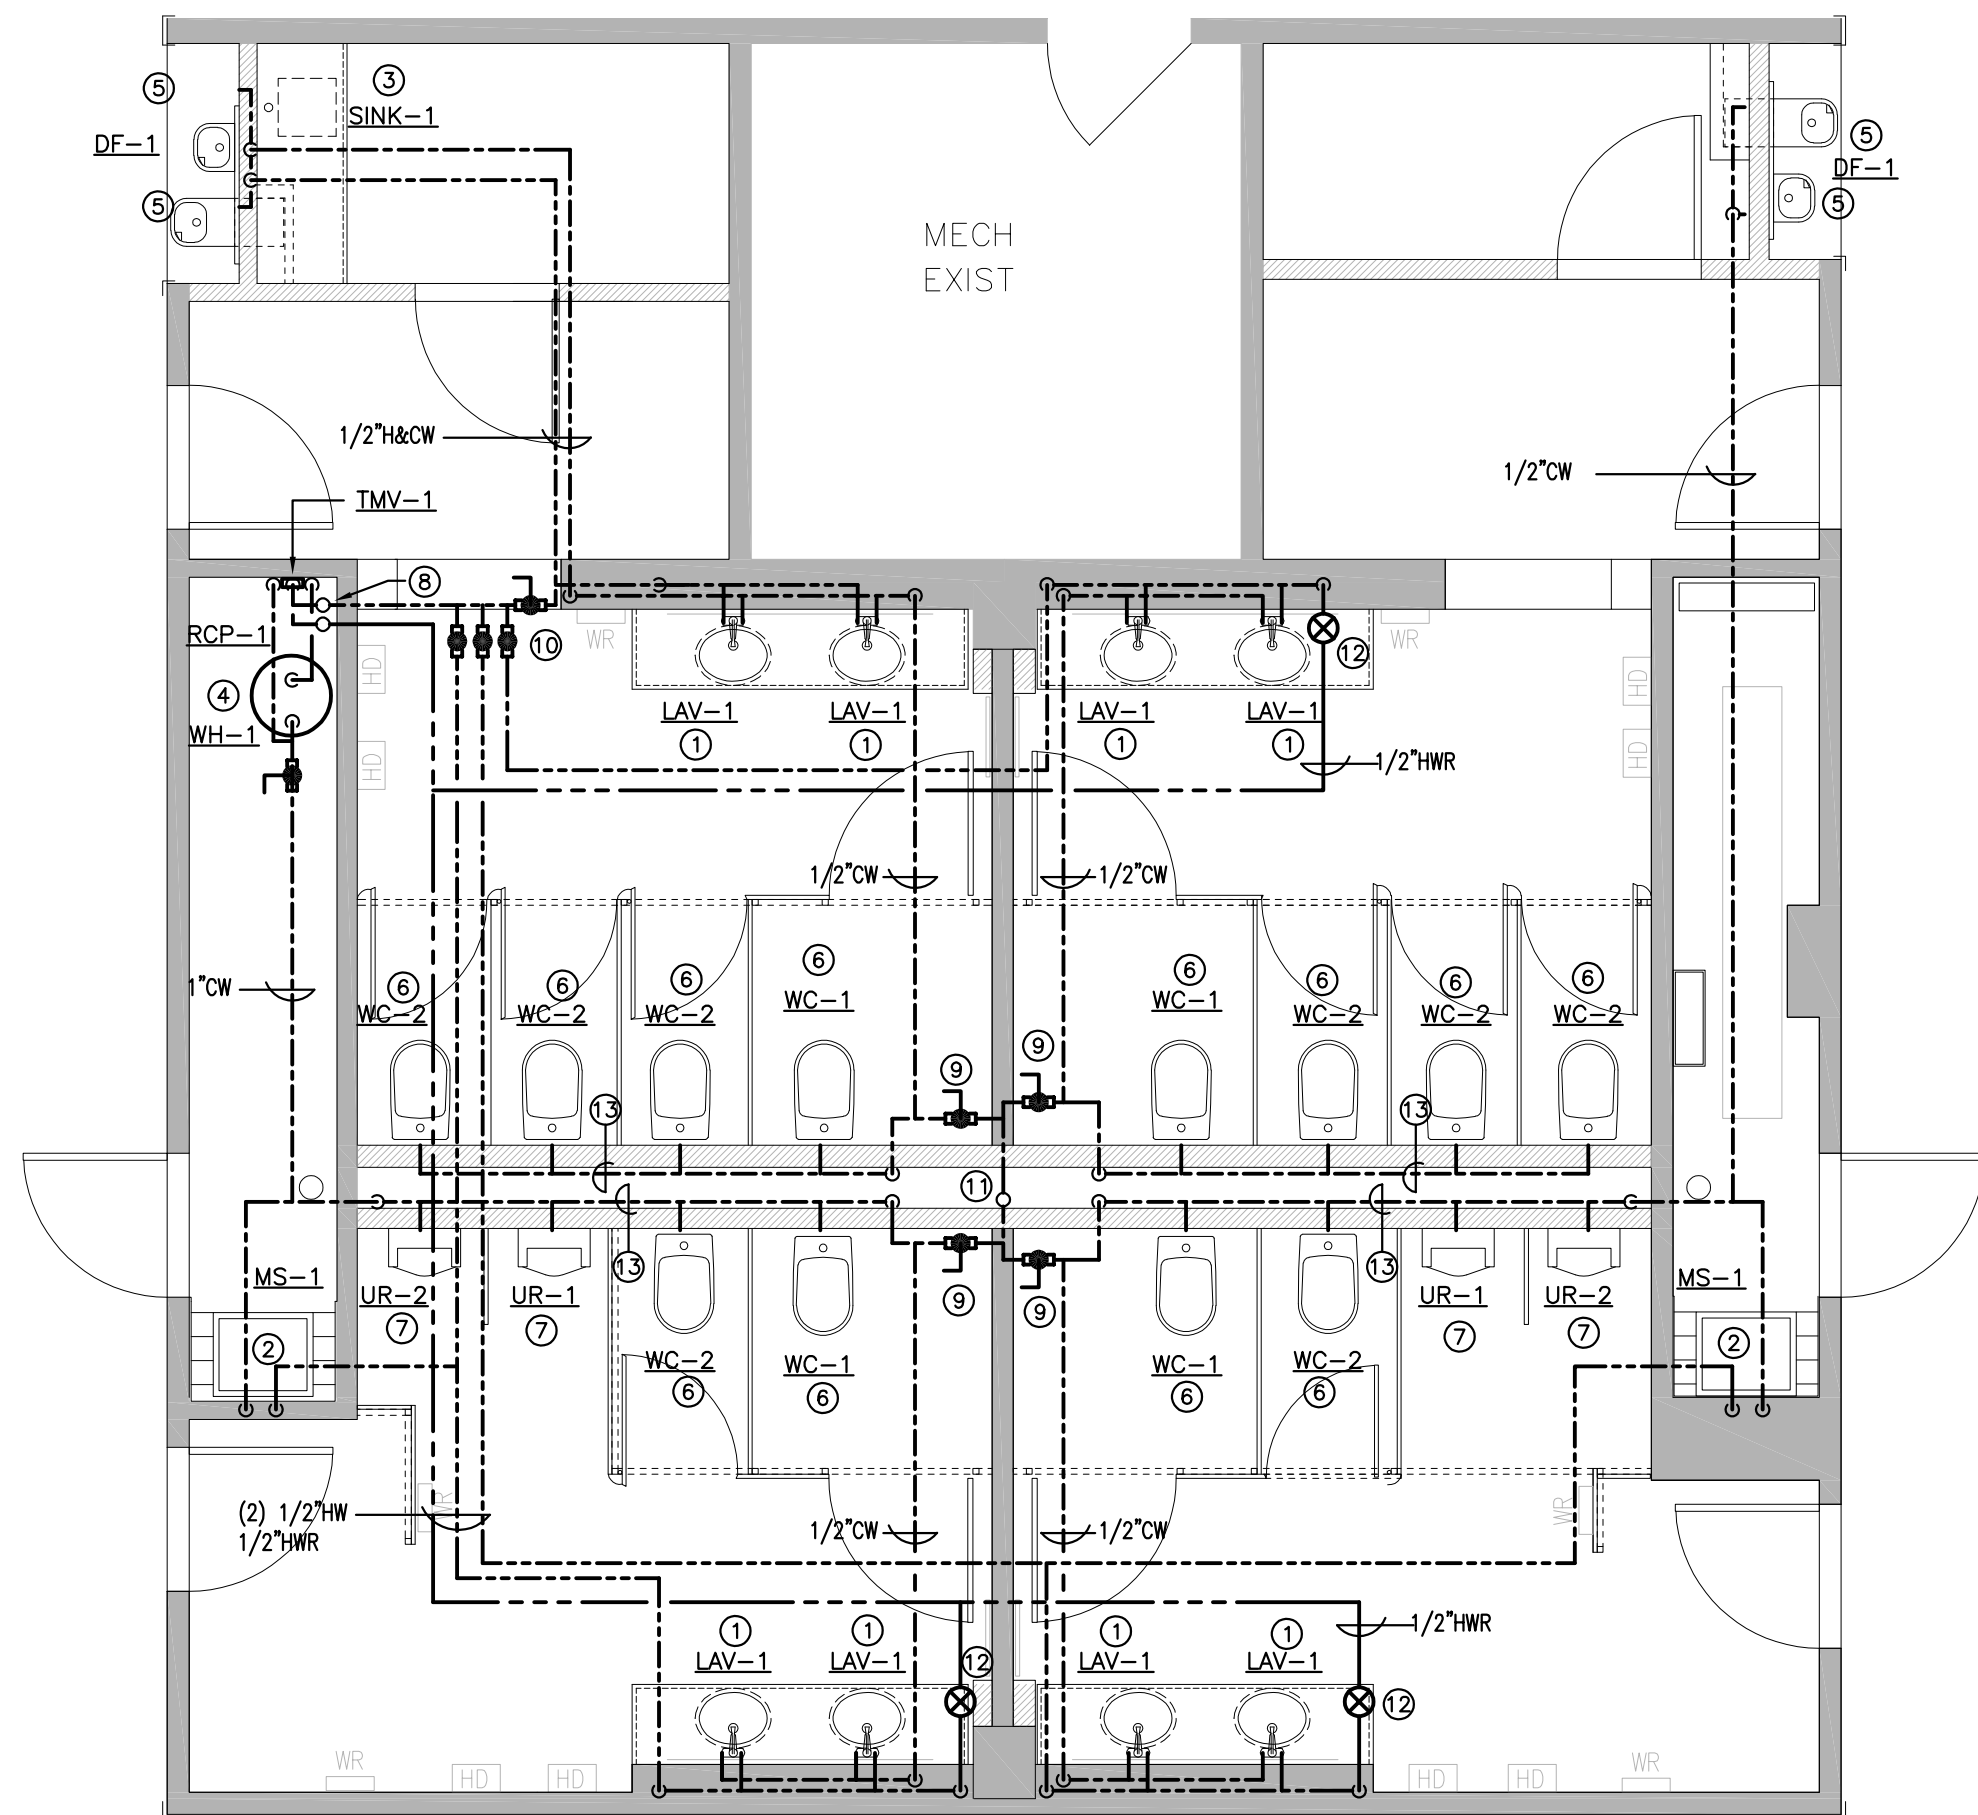 5
3
SINK-1
DF-1
5
5
DF-1
5
MECH
EXIST
1/2"H&CW
1/2"CW
TMV-1
8
RCP-1
10
WR
12
WR
HD
HD
4
WH-1
LAV-1
LAV-1
LAV-1
LAV-1
1
1
1
1
HD
HD
1/2"HWR
1/2"CW
1/2"CW
1"CW
6
WC-2
6
WC-2
6
WC-2
6
WC-1
6
WC-1
6
WC-2
6
WC-2
6
WC-2
9
9
13
13
11
13
13
9
9
MS-1
MS-1
UR-2
7
UR-1
7
WC-2
6
WC-1
6
WC-1
6
WC-2
6
UR-1
7
UR-2
7
2
2
(2) 1/2"HW
1/2"HWR
WR
WR
1/2"CW
1/2"CW
1
LAV-1
1
LAV-1
12
1
LAV-1
1
LAV-1
1/2"HWR
12
WR
HD
HD
HD
HD
WR